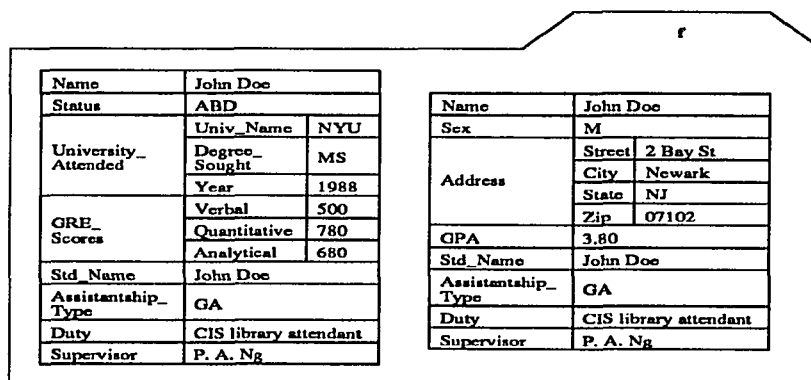 r
Name John Doe
Status ABD
University_
Attended
Univ_Name NYU
Degree_
Sought
MS
Year 1988
GRE_
Scores
Verbal 500
Quantitative 780
Analytical 680
Std_Name John Doe
Assistantship_
Type
GA
Duty CIS library attendant
Supervisor P. A. Ng
Name John Doe
Sex M
Address
Street 2 Bay St
City Newark
State NJ
Zip 07102
GPA 3.80
Std_Name John Doe
Assistantship_
Type
GA
Duty CIS library attendant
Supervisor P. A. Ng